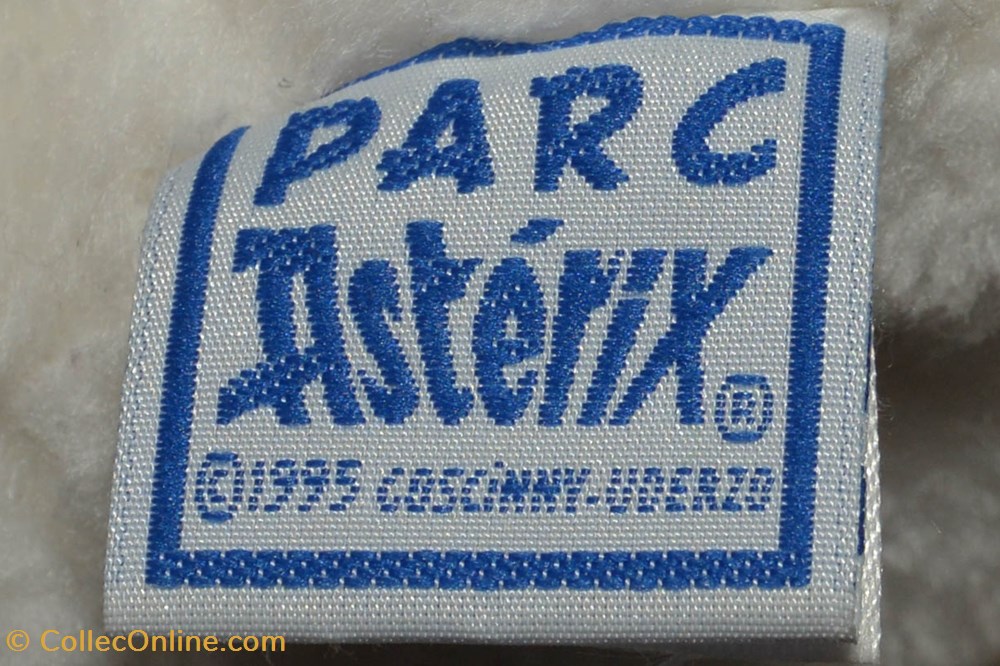 PARC
Astérix ®
© 1995 GOSCINNY-UDERZO
© CollecOnline.com